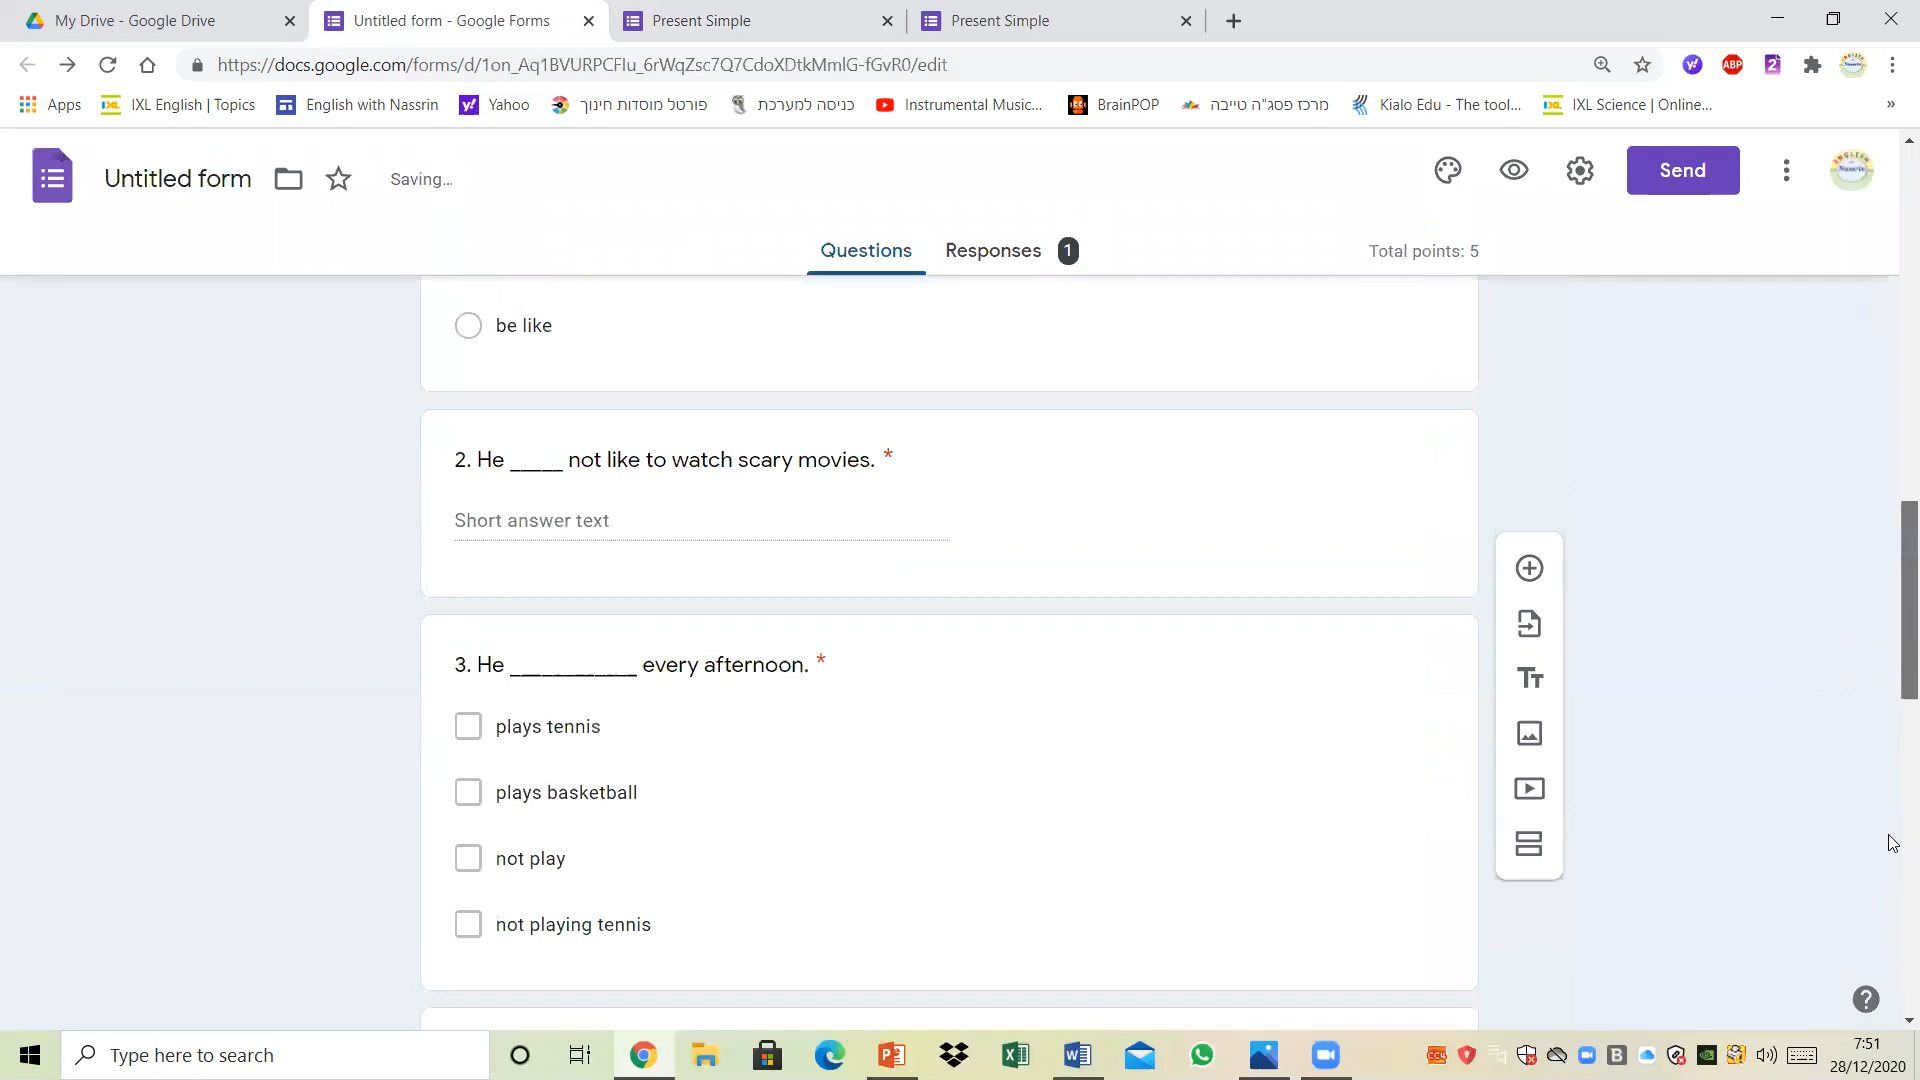 My Drive - Google Drive
Untitled form - Google Forms
Present Simple
Present Simple
https://docs.google.com/forms/d/1on_Aq1BVURPCFIu_6rWqZsc7Q7CdoXDtkMmlG-fGvR0/edit
Apps
IXL English | Topics
English with Nassrin
Yahoo
פורטל מוסדות חינוך
כניסה למערכת
Instrumental Music...
BrainPOP
מרכז פסג"ה טייבה
Kialo Edu - The tool...
IXL Science | Online...
»
Untitled form
Saving...
Send
Questions
Responses 1
Total points: 5
be like
2. He _____ not like to watch scary movies. *
Short answer text
3. He ____________ every afternoon. *
plays tennis
plays basketball
not play
not playing tennis
Type here to search
7:51
28/12/2020